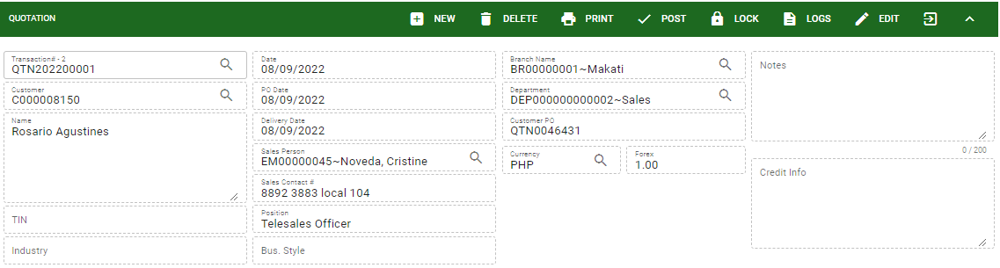 QUOTATION
NEW
DELETE
PRINT
POST
LOCK
LOGS
EDIT
Transaction# - 2
QTN202200001
Customer
C000008150
Name
Rosario Agustines
TIN
Industry
Date
08/09/2022
PO Date
08/09/2022
Delivery Date
08/09/2022
Sales Person
EM00000045~Noveda, Cristine
Sales Contact #
8892 3883 local 104
Position
Telesales Officer
Bus. Style
Branch Name
BR00000001~Makati
Department
DEP000000000002~Sales
Customer PO
QTN0046431
Currency
PHP
Forex
1.00
Notes
0 / 200
Credit Info